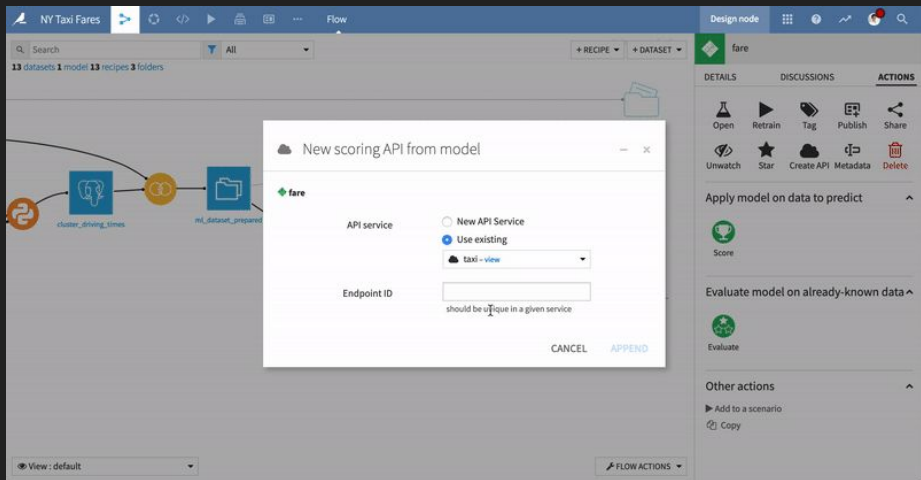 NY Taxi Fares
Flow
Design node
Search
All
+ RECIPE
+ DATASET
13 datasets 1 model 13 recipes 3 folders
cluster_driving_times
ml_dataset_prepared
New scoring API from model
fare
API service
New API Service
Use existing
taxi – view
Endpoint ID
should be unique in a given service
CANCEL
APPEND
View : default
FLOW ACTIONS
fare
DETAILS
DISCUSSIONS
ACTIONS
Open
Retrain
Tag
Publish
Share
Unwatch
Star
Create API
Metadata
Delete
Apply model on data to predict
Score
Evaluate model on already-known data
Evaluate
Other actions
Add to a scenario
Copy